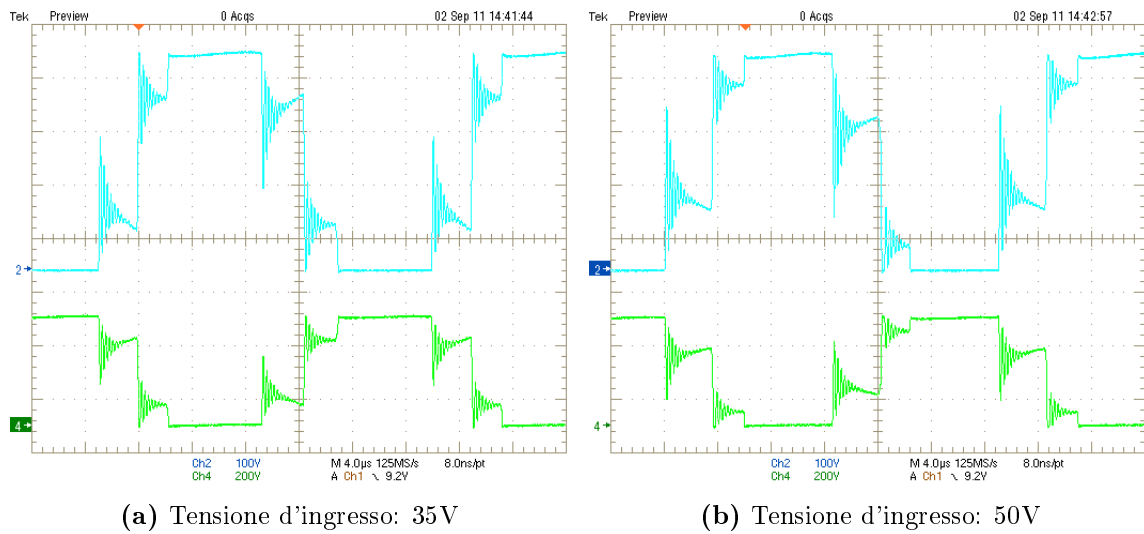 Tek Preview 0 Acqs 02 Sep 11 14:41:44
2
4
Ch2 100V M 4.0µs 125MS/s 8.0ns/pt
Ch4 200V A Ch1 ∖ 9.2V
(a) Tensione d'ingresso: 35V
Tek Preview 0 Acqs 02 Sep 11 14:42:57
2
4
Ch2 100V M 4.0µs 125MS/s 8.0ns/pt
Ch4 200V A Ch1 ∖ 9.2V
(b) Tensione d'ingresso: 50V